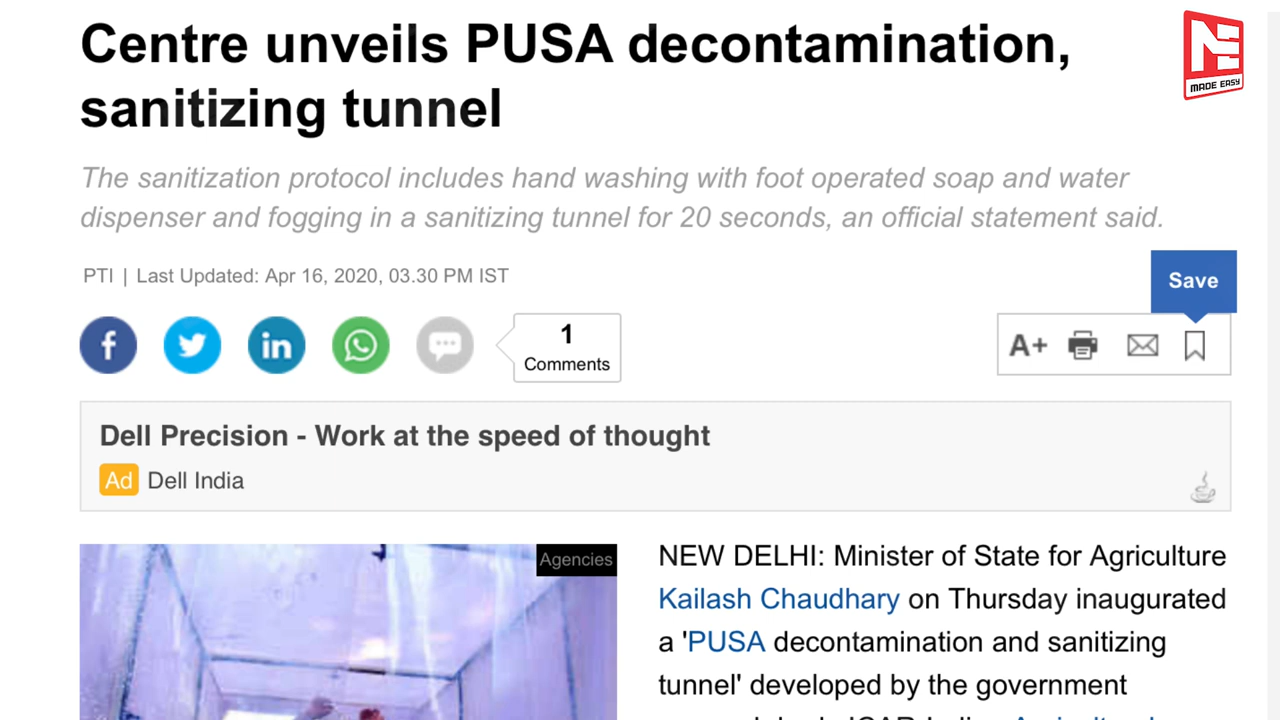 Centre unveils PUSA decontamination,
sanitizing tunnel
MADE EASY
The sanitization protocol includes hand washing with foot operated soap and water
dispenser and fogging in a sanitizing tunnel for 20 seconds, an official statement said.
PTI | Last Updated: Apr 16, 2020, 03.30 PM IST
Save
1
Comments
A+
Dell Precision - Work at the speed of thought
Ad Dell India
Agencies
NEW DELHI: Minister of State for Agriculture
Kailash Chaudhary on Thursday inaugurated
a 'PUSA decontamination and sanitizing
tunnel' developed by the government